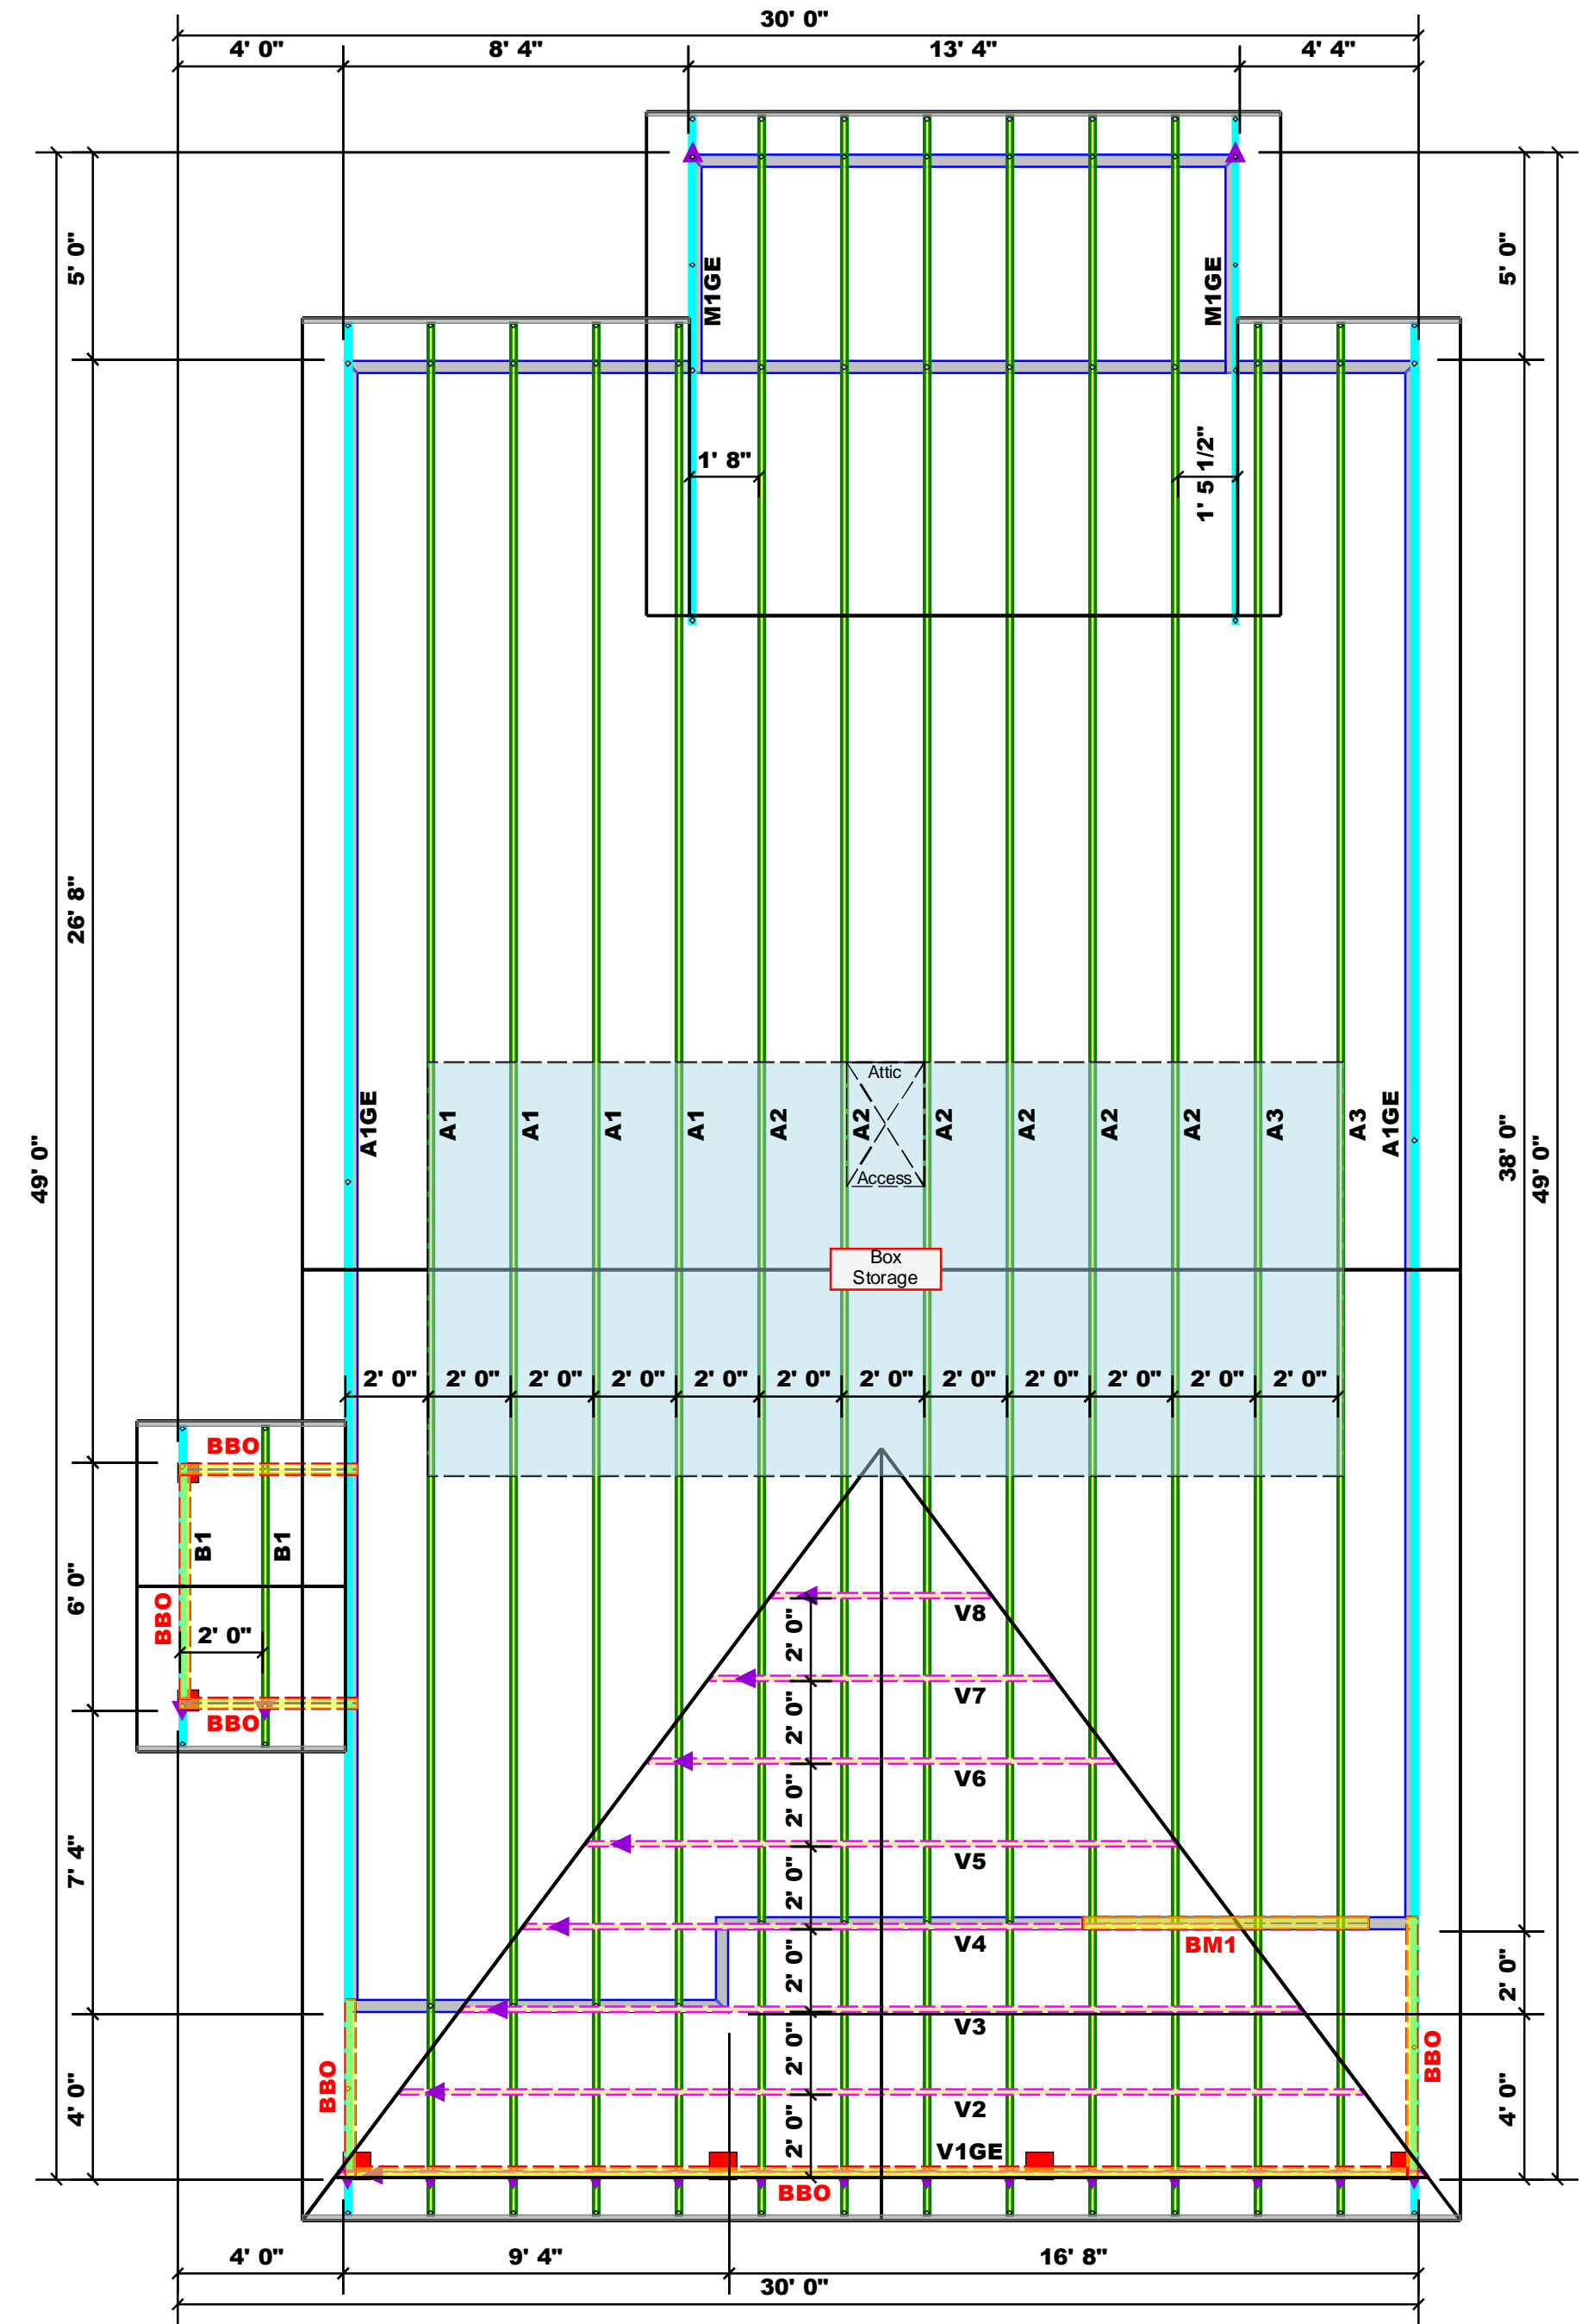 30' 0"
4' 0"
8' 4"
13' 4"
4' 4"
5' 0"
5' 0"
M1GE
M1GE
1' 8"
1' 5 1/2"
26' 8"
49' 0"
38' 0"
49' 0"
Attic
Access
A1GE
A1
A1
A1
A1
A2
A2
A2
A2
A2
A2
A3
A3
A1GE
Box
Storage
2' 0"
2' 0"
2' 0"
2' 0"
2' 0"
2' 0"
2' 0"
2' 0"
2' 0"
2' 0"
2' 0"
2' 0"
BBO
B1
B1
6' 0"
BBO
2' 0"
BBO
V8
2' 0"
V7
2' 0"
V6
2' 0"
V5
2' 0"
7' 4"
V4
BM1
2' 0"
2' 0"
V3
2' 0"
BBO
BBO
4' 0"
4' 0"
V2
2' 0"
V1GE
BBO
4' 0"
9' 4"
16' 8"
30' 0"